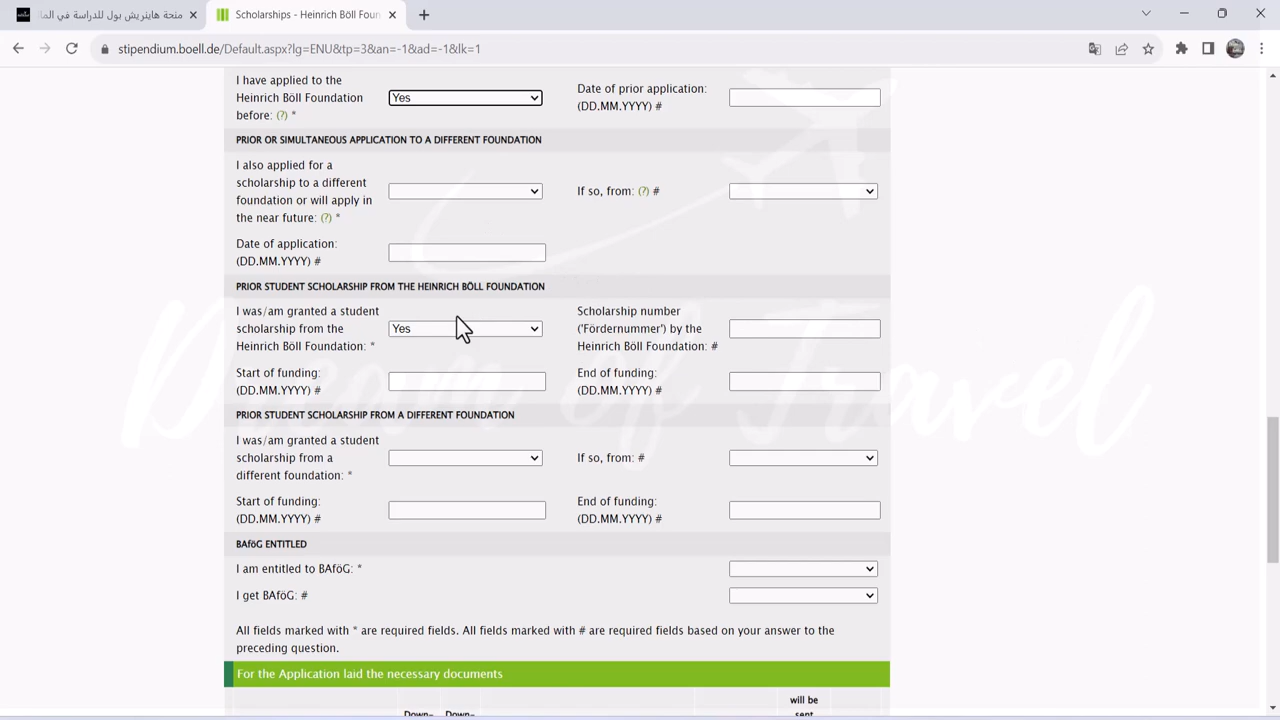 منحة هاينريش بول للدراسة في الما
Scholarships - Heinrich Böll Foun
stipendium.boell.de/Default.aspx?lg=ENU&tp=3&an=-1&ad=-1&lk=1
I have applied to the
Heinrich Böll Foundation
before: (?) *
Yes
Date of prior application:
(DD.MM.YYYY) #
PRIOR OR SIMULTANEOUS APPLICATION TO A DIFFERENT FOUNDATION
I also applied for a
scholarship to a different
foundation or will apply in
the near future: (?) *
If so, from: (?) #
Date of application:
(DD.MM.YYYY) #
PRIOR STUDENT SCHOLARSHIP FROM THE HEINRICH BÖLL FOUNDATION
I was/am granted a student
scholarship from the
Heinrich Böll Foundation: *
Yes
Scholarship number
('Fördernummer') by the
Heinrich Böll Foundation: #
Start of funding:
(DD.MM.YYYY) #
End of funding:
(DD.MM.YYYY) #
PRIOR STUDENT SCHOLARSHIP FROM A DIFFERENT FOUNDATION
I was/am granted a student
scholarship from a
different foundation: *
If so, from: #
Start of funding:
(DD.MM.YYYY) #
End of funding:
(DD.MM.YYYY) #
BAföG ENTITLED
I am entitled to BAföG: *
I get BAföG: #
All fields marked with * are required fields. All fields marked with # are required fields based on your answer to the
preceding question.
For the Application laid the necessary documents
will be
sent
Down-
Down-
Dream of Travel